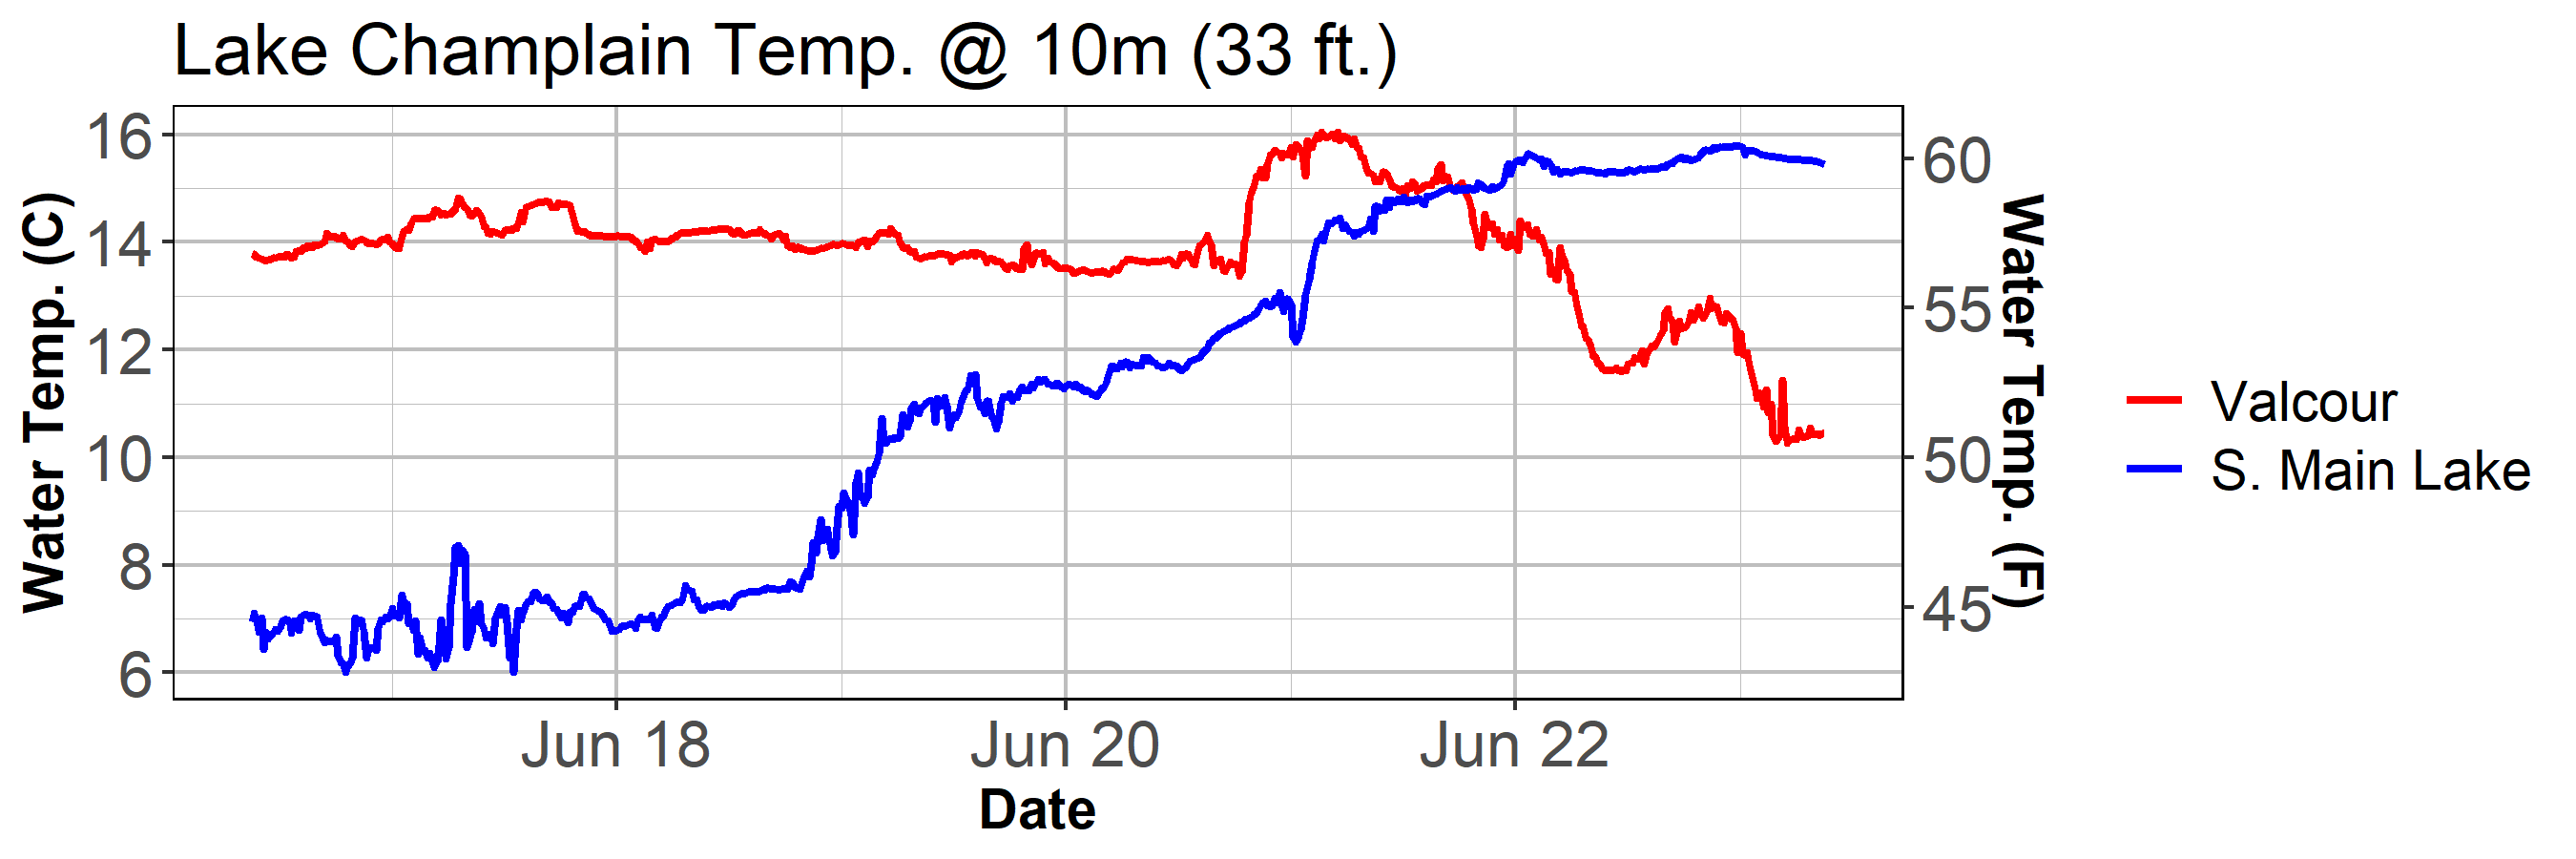 Lake Champlain Temp. @ 10m (33 ft.)
Water Temp. (C)
16
14
12
10
8
6
60
55
50
45
Water Temp. (F)
Jun 18
Jun 20
Jun 22
Date
Valcour
S. Main Lake